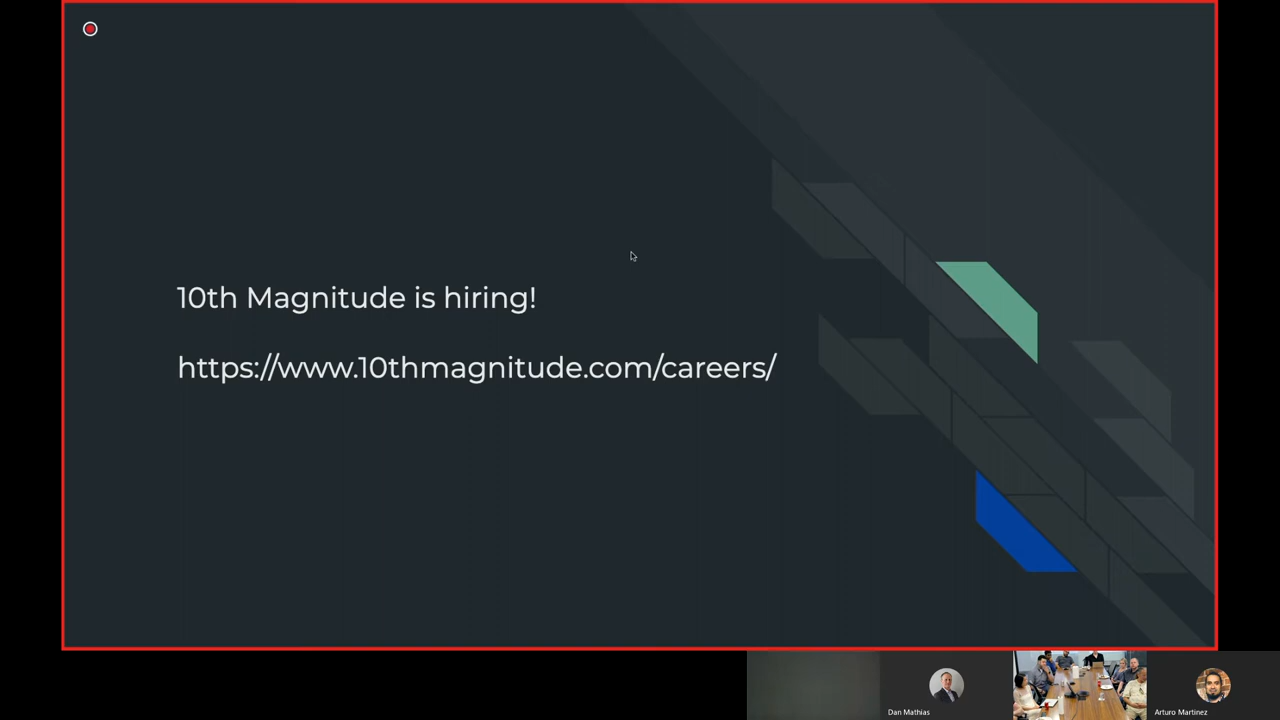 10th Magnitude is hiring!
https://www.10thmagnitude.com/careers/
Dan Mathias
Arturo Martinez